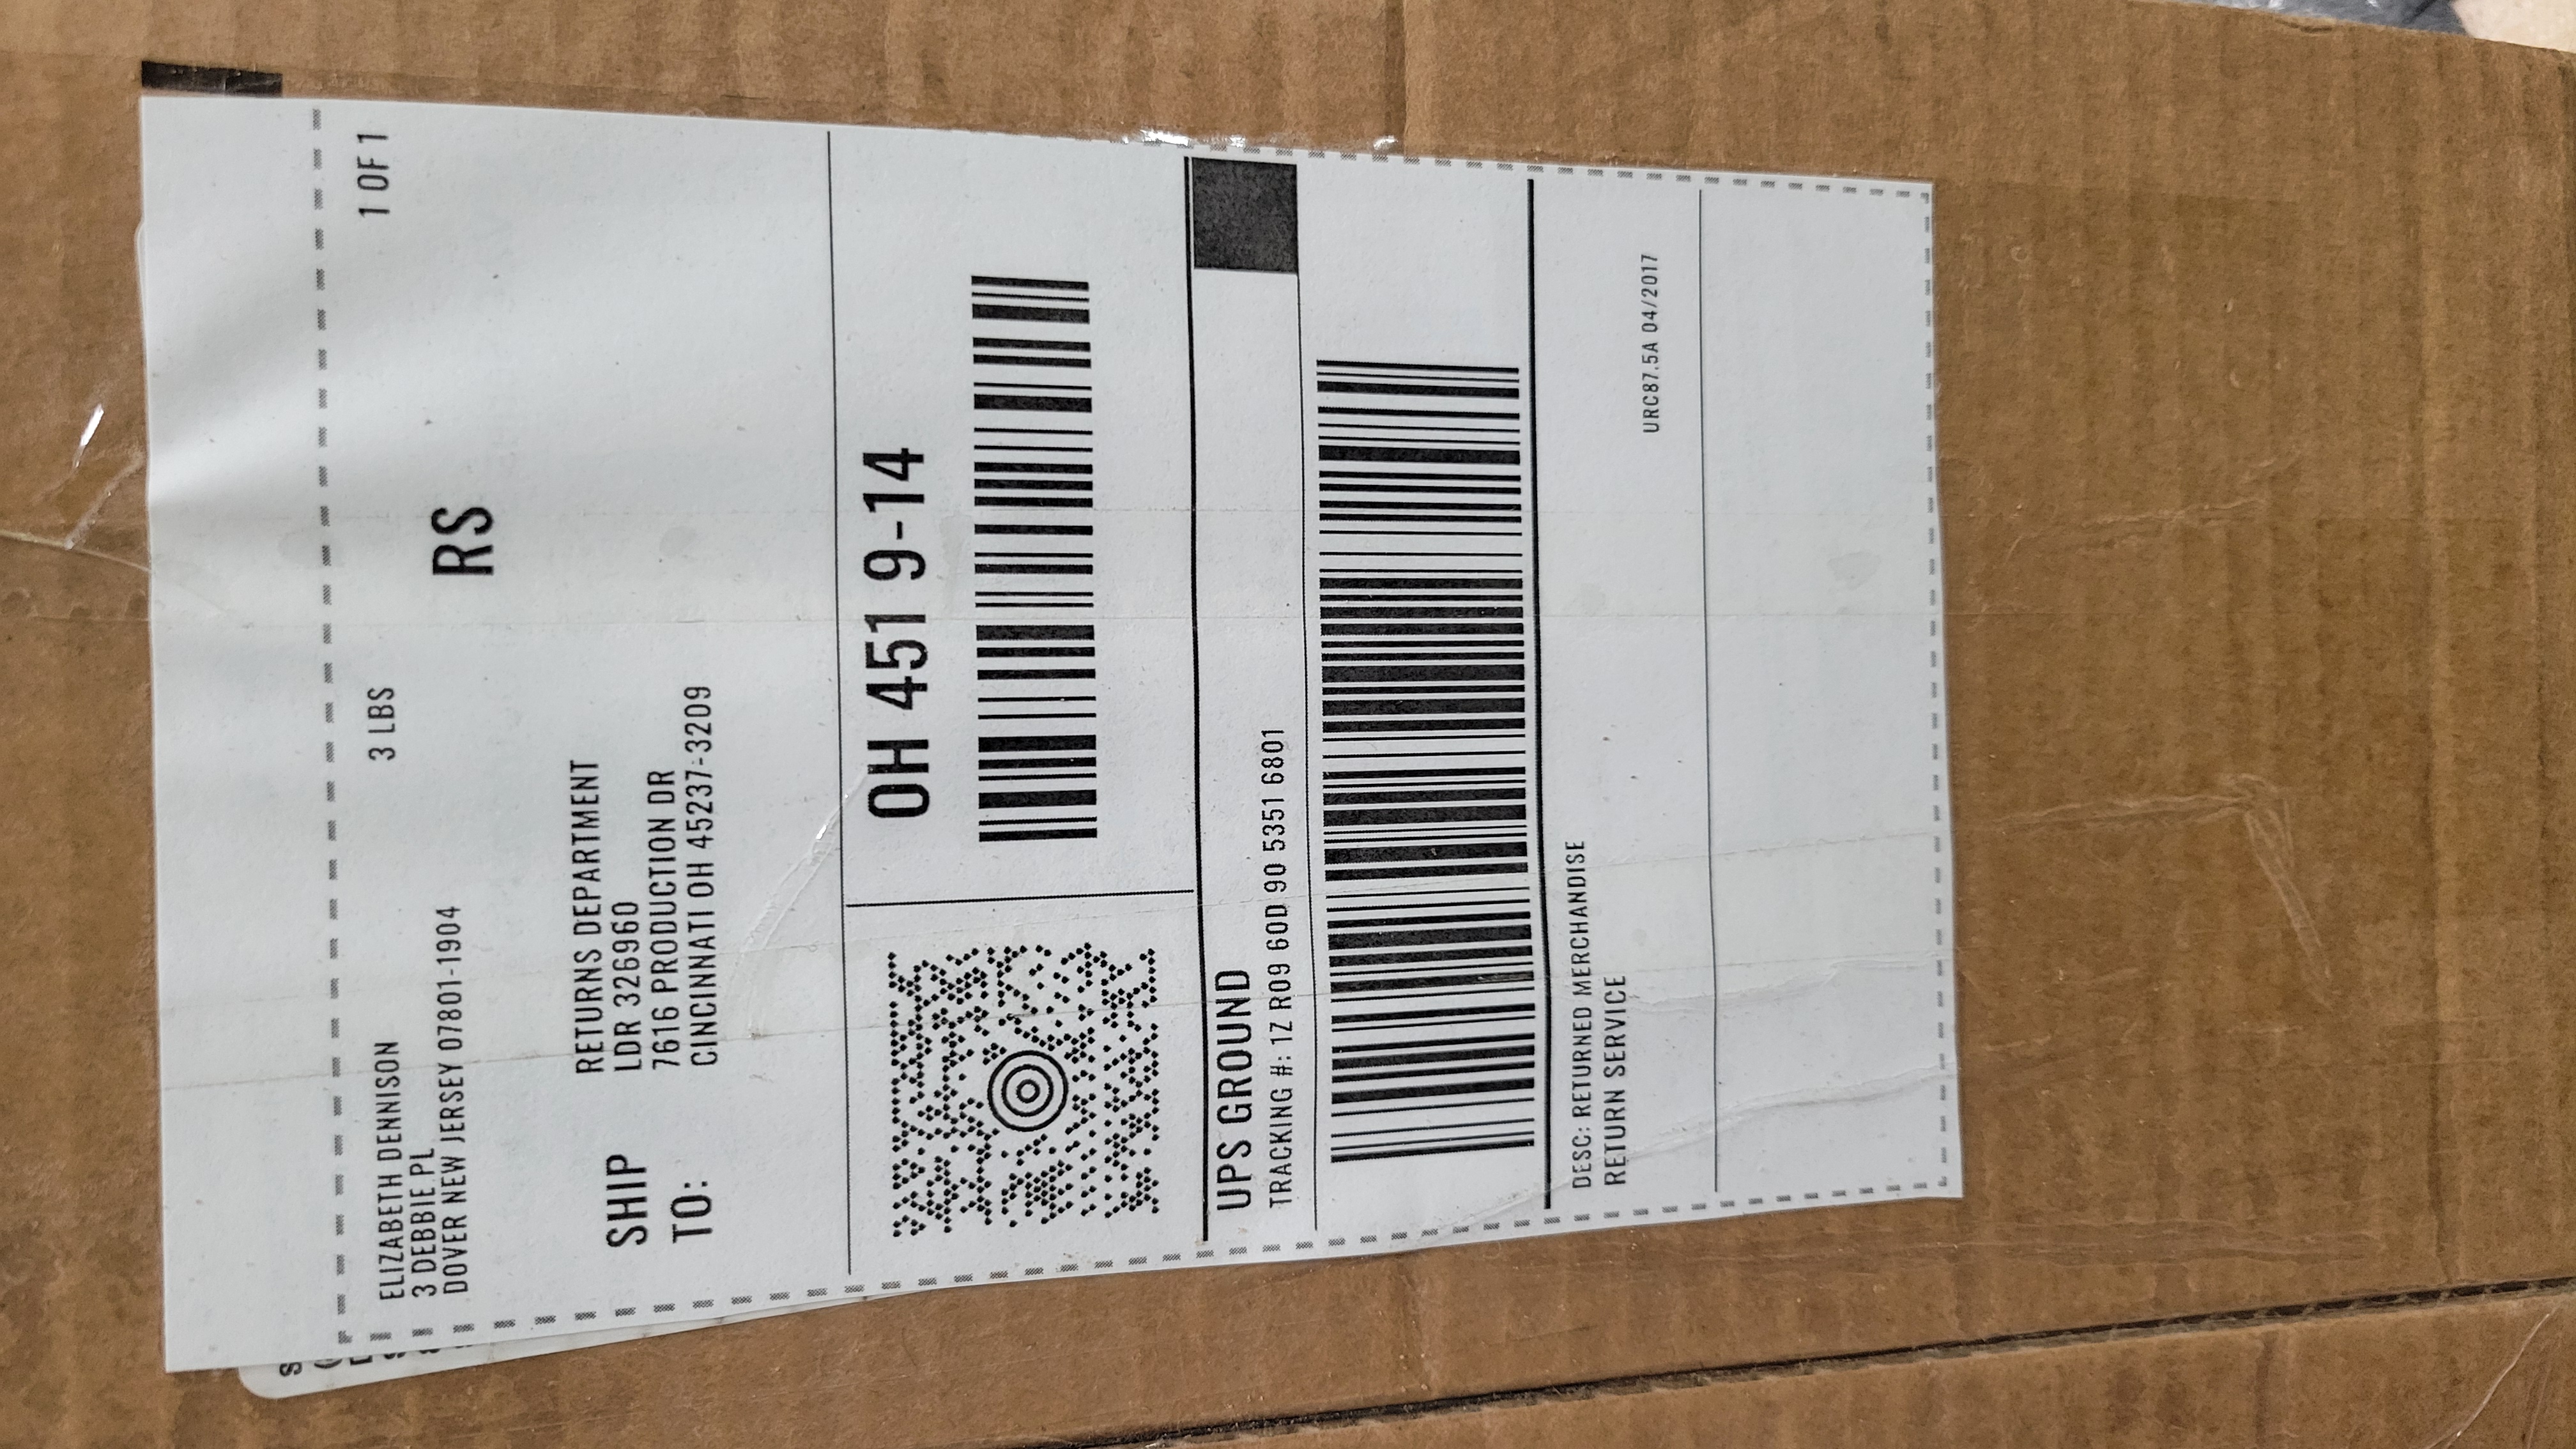 ELIZABETH DENNISON
3 DEBBIE PL
DOVER NEW JERSEY 07801-1904
3 LBS
1 OF 1
RS
SHIP
TO:
RETURNS DEPARTMENT
LDR 326960
7616 PRODUCTION DR
CINCINNATI OH 45237-3209
OH 451 9-14
UPS GROUND
TRACKING #: 1Z R09 60D 90 5351 6801
DESC: RETURNED MERCHANDISE
RETURN SERVICE
URC87.5A 04/2017